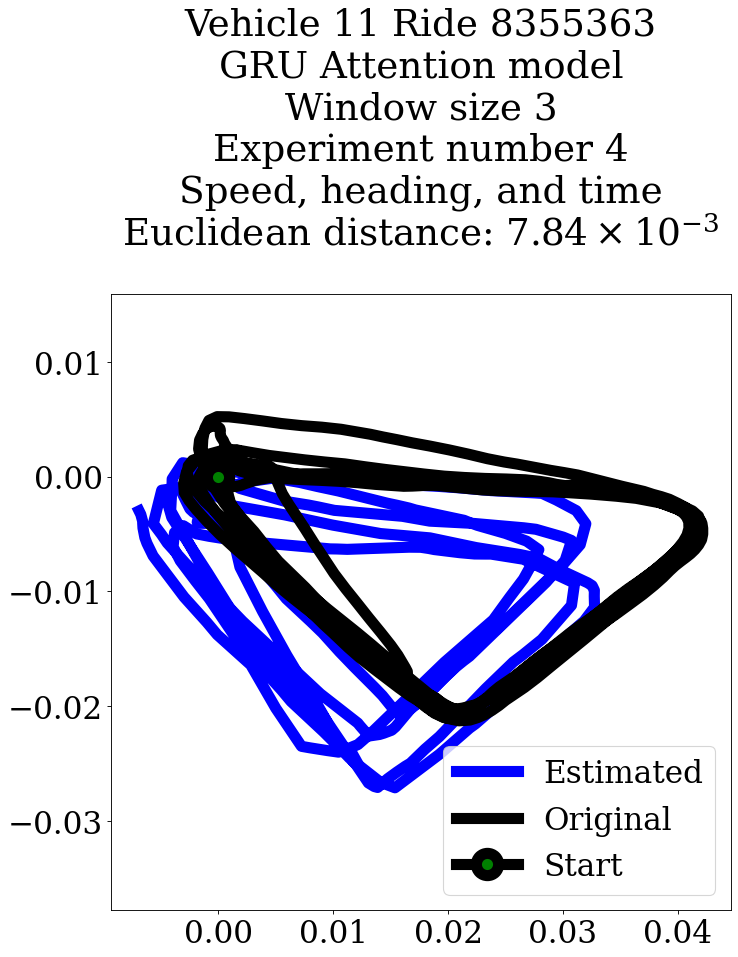 Vehicle 11 Ride 8355363
GRU Attention model
Window size 3
Experiment number 4
Speed, heading, and time
Euclidean distance: 7.84 × 10⁻³
0.01
0.00
−0.01
−0.02
−0.03
Estimated
Original
Start
0.00 0.01 0.02 0.03 0.04